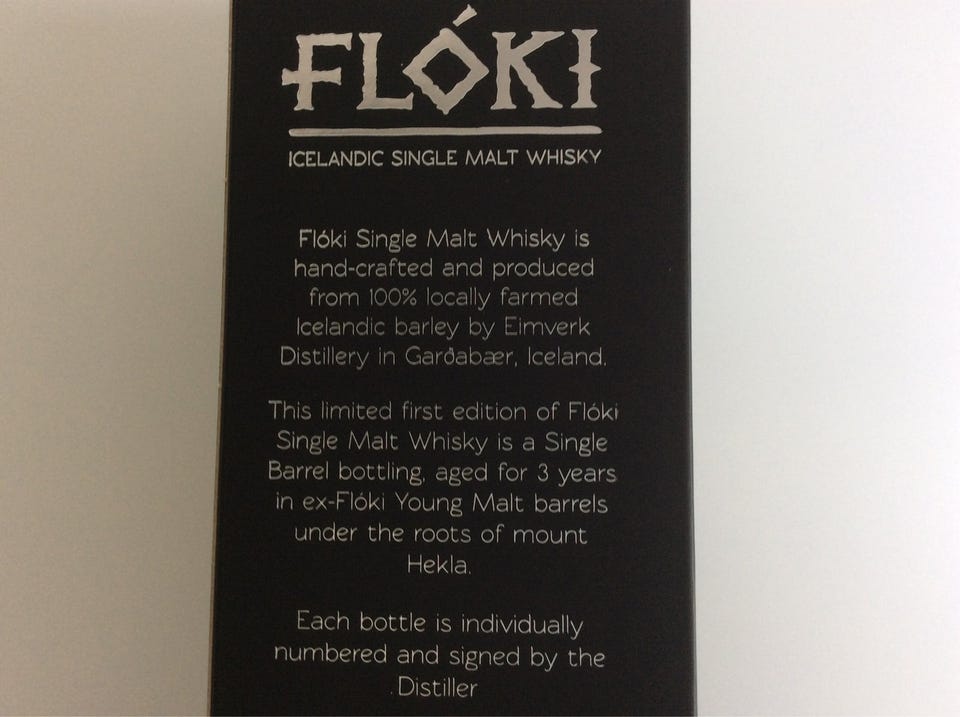 FLÓKI
ICELANDIC SINGLE MALT WHISKY
Flóki Single Malt Whisky is
hand-crafted and produced
from 100% locally farmed
Icelandic barley by Eimverk
Distillery in Garðabær, Iceland.
This limited first edition of Flóki
Single Malt Whisky is a Single
Barrel bottling, aged for 3 years
in ex-Flóki Young Malt barrels
under the roots of mount
Hekla.
Each bottle is individually
numbered and signed by the
Distiller